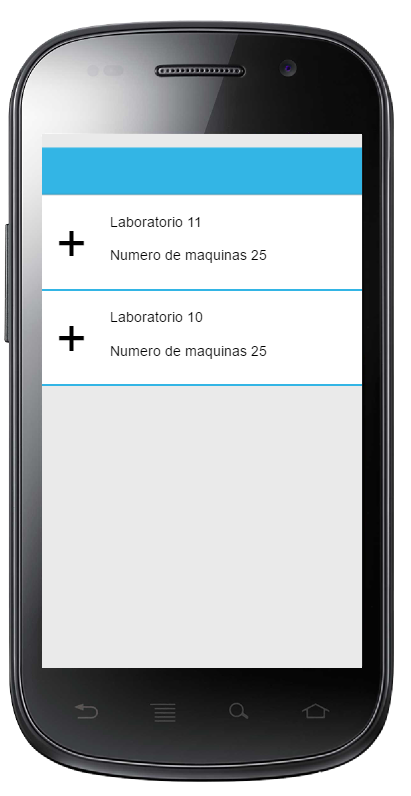 Laboratorio 11
Numero de maquinas 25
Laboratorio 10
Numero de maquinas 25